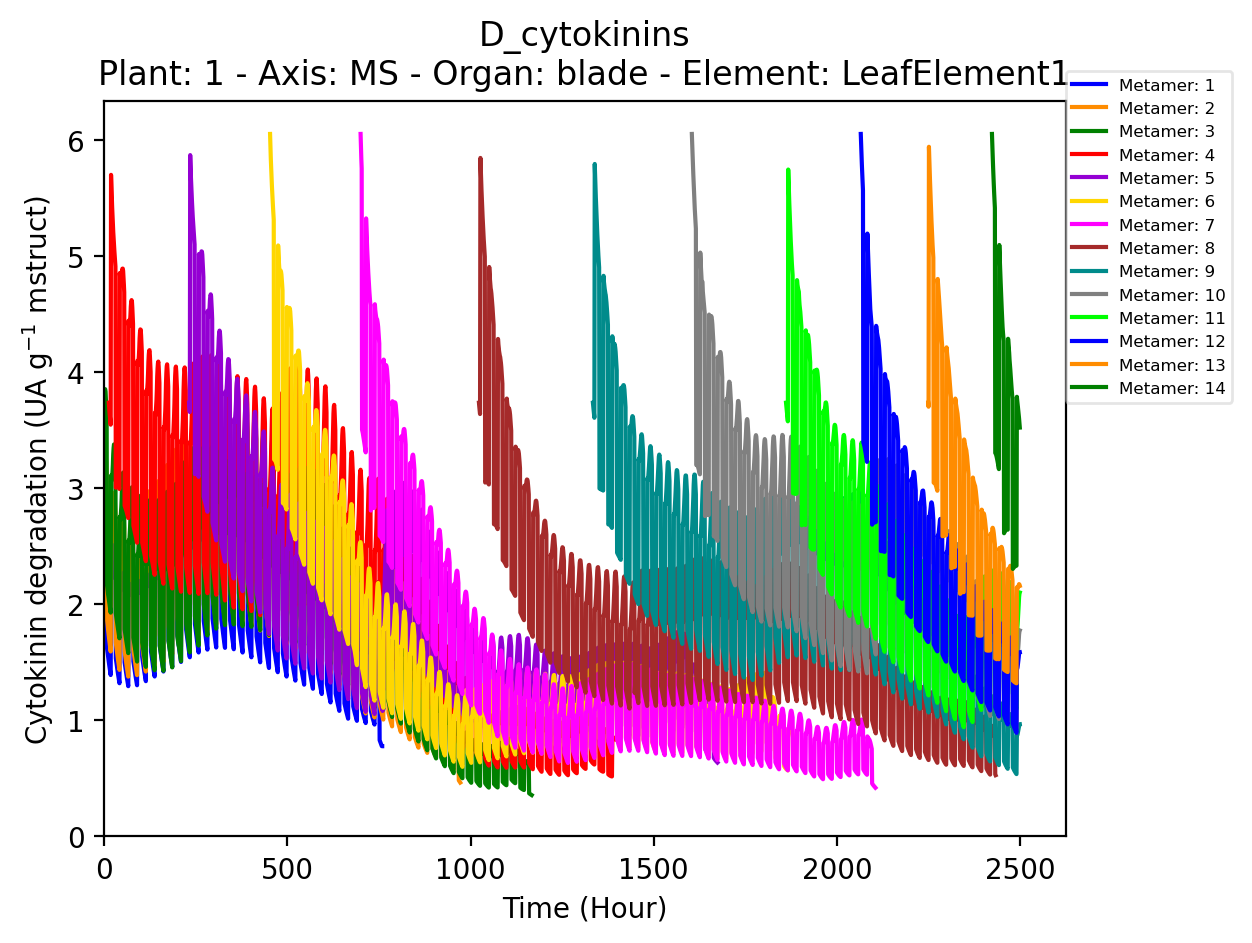 D_cytokinins
Plant: 1 - Axis: MS - Organ: blade - Element: LeafElement1
Metamer: 1
Metamer: 2
Metamer: 3
Metamer: 4
Metamer: 5
Metamer: 6
Metamer: 7
Metamer: 8
Metamer: 9
Metamer: 10
Metamer: 11
Metamer: 12
Metamer: 13
Metamer: 14
Cytokinin degradation (UA g⁻¹ mstruct)
6
5
4
3
2
1
0
0 500 1000 1500 2000 2500
Time (Hour)